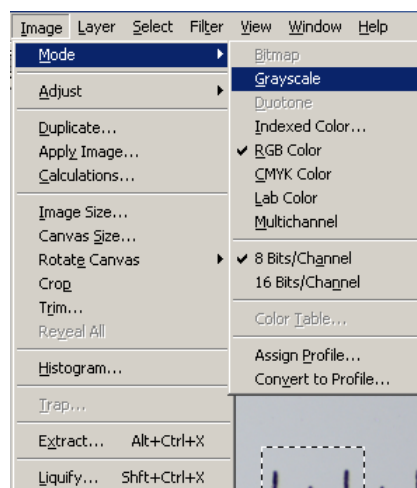 Image Layer Select Filter View Window Help
Mode
Adjust
Duplicate...
Apply Image...
Calculations...
Image Size...
Canvas Size...
Rotate Canvas
Crop
Trim...
Reveal All
Histogram...
Trap...
Extract... Alt+Ctrl+X
Liquify... Shft+Ctrl+X
Bitmap
Grayscale
Duotone
Indexed Color...
RGB Color
CMYK Color
Lab Color
Multichannel
8 Bits/Channel
16 Bits/Channel
Color Table...
Assign Profile...
Convert to Profile...